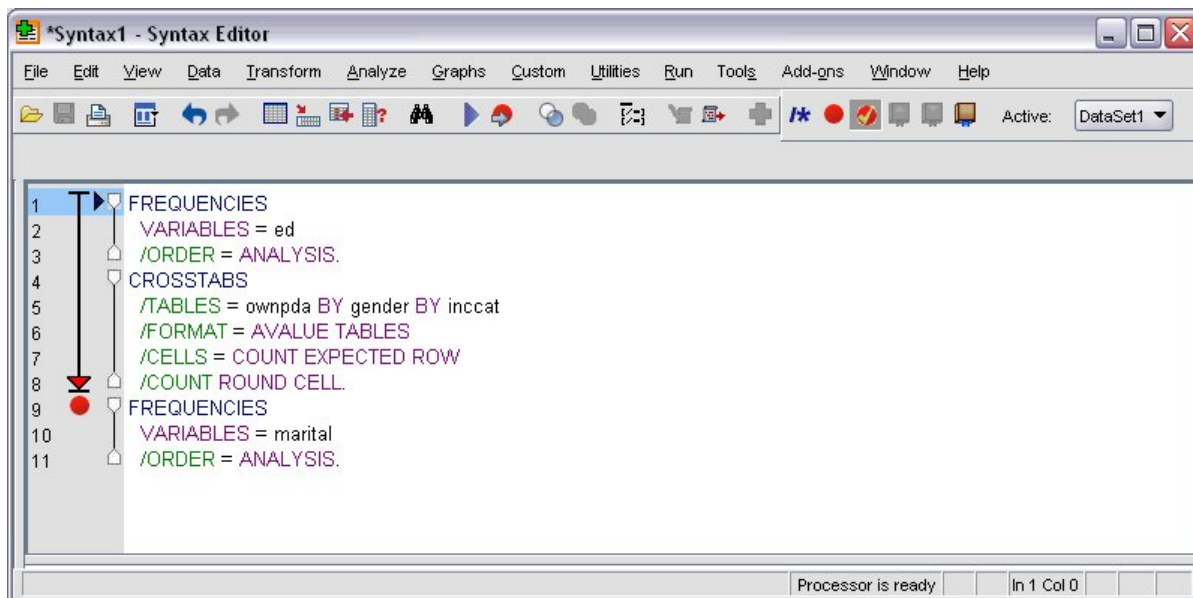 *Syntax1 - Syntax Editor
File Edit View Data Transform Analyze Graphs Custom Utilities Run Tools Add-ons Window Help
Active: DataSet1
1 FREQUENCIES
2 VARIABLES = ed
3 /ORDER = ANALYSIS.
4 CROSSTABS
5 /TABLES = ownpda BY gender BY inccat
6 /FORMAT = AVALUE TABLES
7 /CELLS = COUNT EXPECTED ROW
8 /COUNT ROUND CELL.
9 FREQUENCIES
10 VARIABLES = marital
11 /ORDER = ANALYSIS.
Processor is ready In 1 Col 0